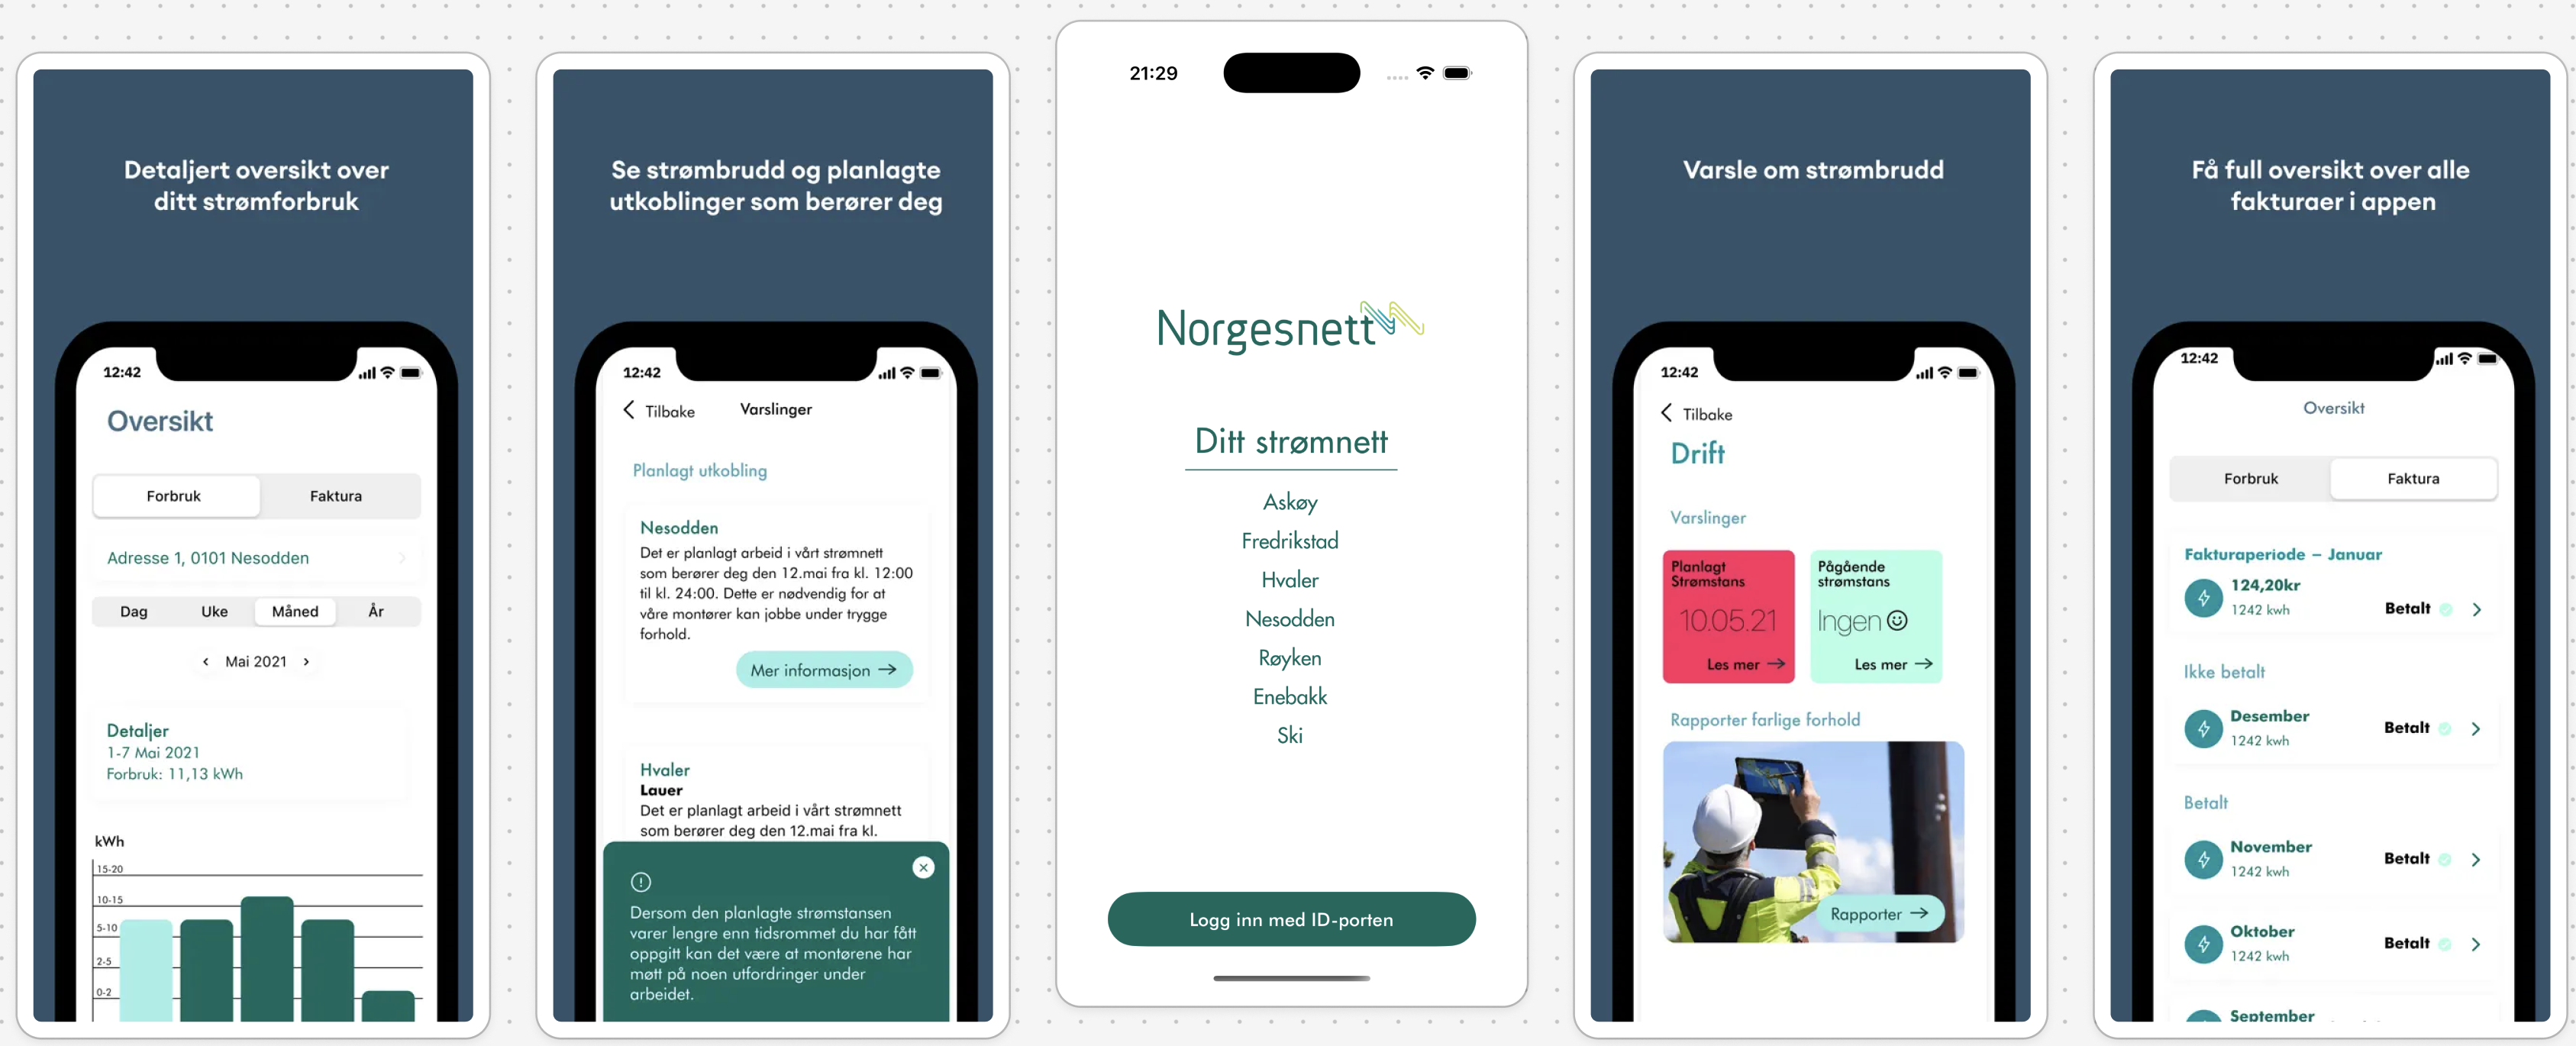 Detaljert oversikt over
ditt strømforbruk
12:42
Oversikt
Forbruk
Faktura
Adresse 1, 0101 Nesodden
Dag
Uke
Måned
År
Mai 2021
Detaljer
1-7 Mai 2021
Forbruk: 11,13 kWh
kWh
15-20
10-15
5-10
2-5
0-2
Se strømbrudd og planlagte
utkoblinger som berører deg
12:42
Tilbake
Varslinger
Planlagt utkobling
Nesodden
Det er planlagt arbeid i vårt strømnett
som berører deg den 12.mai fra kl. 12:00
til kl. 24:00. Dette er nødvendig for at
våre montører kan jobbe under trygge
forhold.
Mer informasjon
Hvaler
Lauer
Det er planlagt arbeid i vårt strømnett
som berører deg den 12.mai fra kl.
Dersom den planlagte strømstansen
varer lengre enn tidsrommet du har fått
oppgitt kan det være at montørene har
møtt på noen utfordringer under
arbeidet.
21:29
Norgesnett
Ditt strømnett
Askøy
Fredrikstad
Hvaler
Nesodden
Røyken
Enebakk
Ski
Logg inn med ID-porten
Varsle om strømbrudd
12:42
Tilbake
Drift
Varslinger
Planlagt
Strømstans
10.05.21
Les mer
Pågående
strømstans
Ingen
Les mer
Rapporter farlige forhold
Rapporter
Få full oversikt over alle
fakturaer i appen
12:42
Oversikt
Forbruk
Faktura
Fakturaperiode – Januar
124,20kr
1242 kwh
Betalt
Ikke betalt
Desember
1242 kwh
Betalt
Betalt
November
1242 kwh
Betalt
Oktober
1242 kwh
Betalt
September